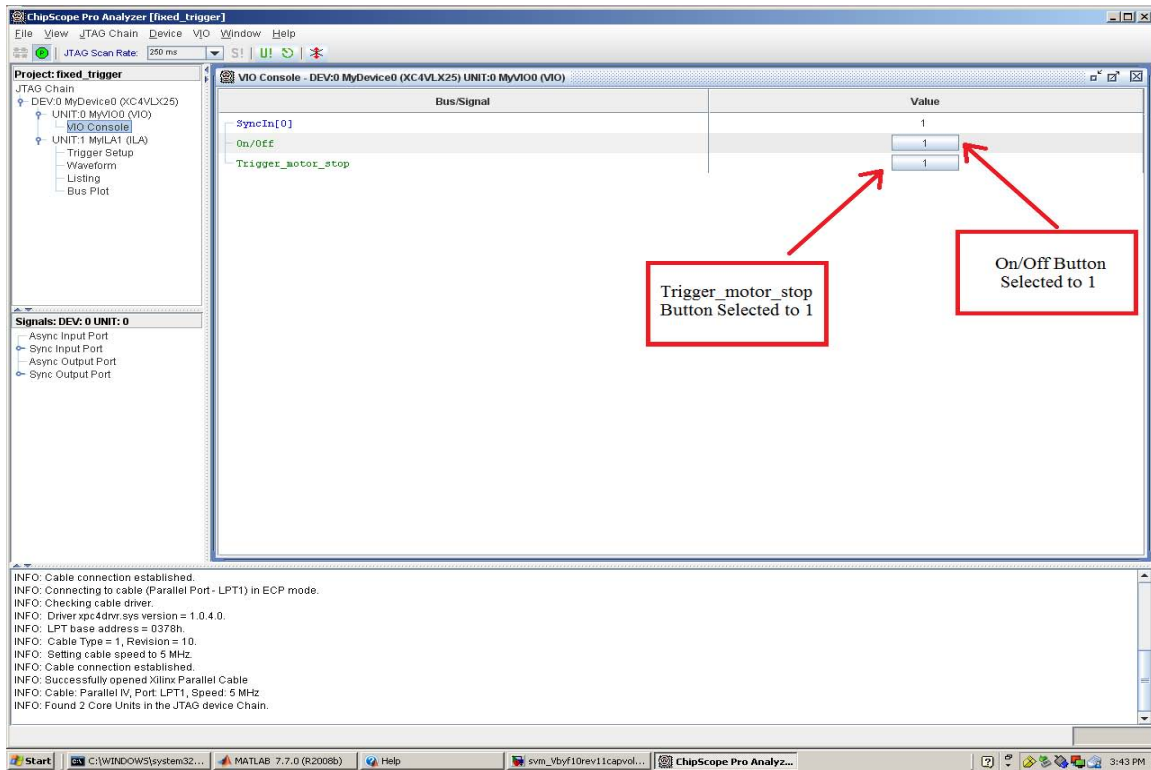 ChipScope Pro Analyzer [fixed_trigger]
File View JTAG Chain Device VIO Window Help
JTAG Scan Rate: 250 ms S! U!
Project: fixed_trigger
JTAG Chain
DEV:0 MyDevice0 (XC4VLX25)
UNIT:0 MyVIO0 (VIO)
VIO Console
UNIT:1 MyILA1 (ILA)
Trigger Setup
Waveform
Listing
Bus Plot
Signals: DEV: 0 UNIT: 0
Async Input Port
Sync Input Port
Async Output Port
Sync Output Port
VIO Console - DEV:0 MyDevice0 (XC4VLX25) UNIT:0 MyVIO0 (VIO)
Bus/Signal Value
SyncIn[0] 1
On/Off 1
Trigger_motor_stop 1
Trigger_motor_stop
Button Selected to 1
On/Off Button
Selected to 1
INFO: Cable connection established.
INFO: Connecting to cable (Parallel Port - LPT1) in ECP mode.
INFO: Checking cable driver.
INFO: Driver xpc4drvr.sys version = 1.0.4.0.
INFO: LPT base address = 0378h.
INFO: Cable Type = 1, Revision = 10.
INFO: Setting cable speed to 5 MHz.
INFO: Cable connection established.
INFO: Successfully opened Xilinx Parallel Cable
INFO: Cable: Parallel IV, Port: LPT1, Speed: 5 MHz
INFO: Found 2 Core Units in the JTAG device Chain.
Start C:\WINDOWS\system32... MATLAB 7.7.0 (R2008b) Help svm_Vbyf10rev11capvol... ChipScope Pro Analyz... 3:43 PM